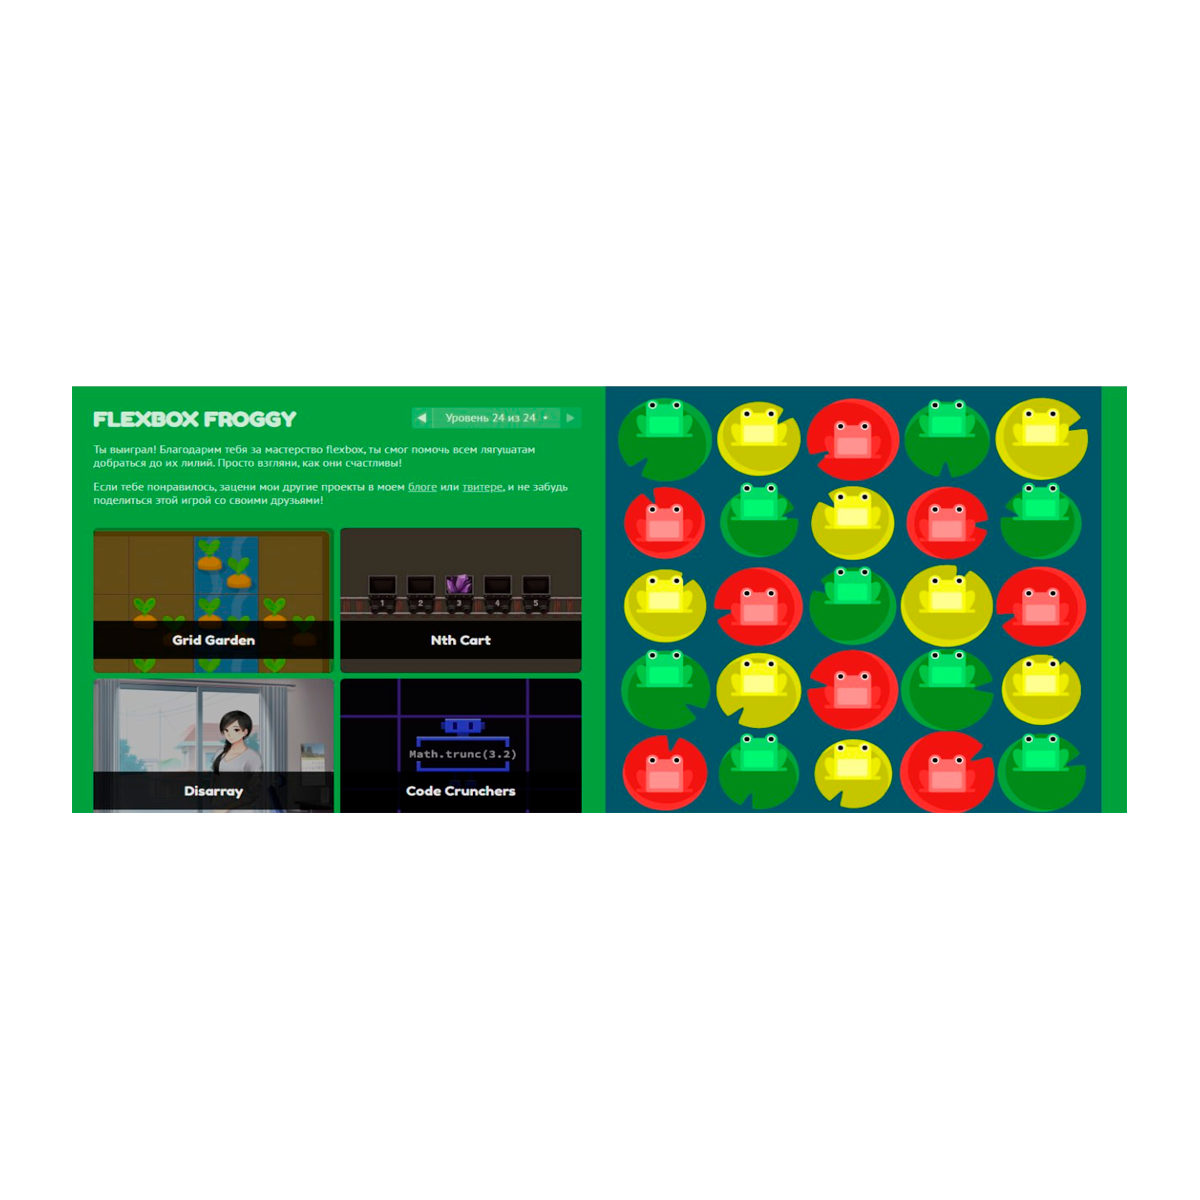 FLEXBOX FROGGY
Уровень 24 из 24
Ты выиграл! Благодарим тебя за мастерство flexbox, ты смог помочь всем лягушатам
добраться до их лилий. Просто взгляни, как они счастливы!
Если тебе понравилось, зацени мои другие проекты в моем блоге или твитере, и не забудь
поделиться этой игрой со своими друзьями!
Grid Garden
1 2 3 4 5
Nth Cart
Disarray
Math.trunc(3.2)
Code Crunchers